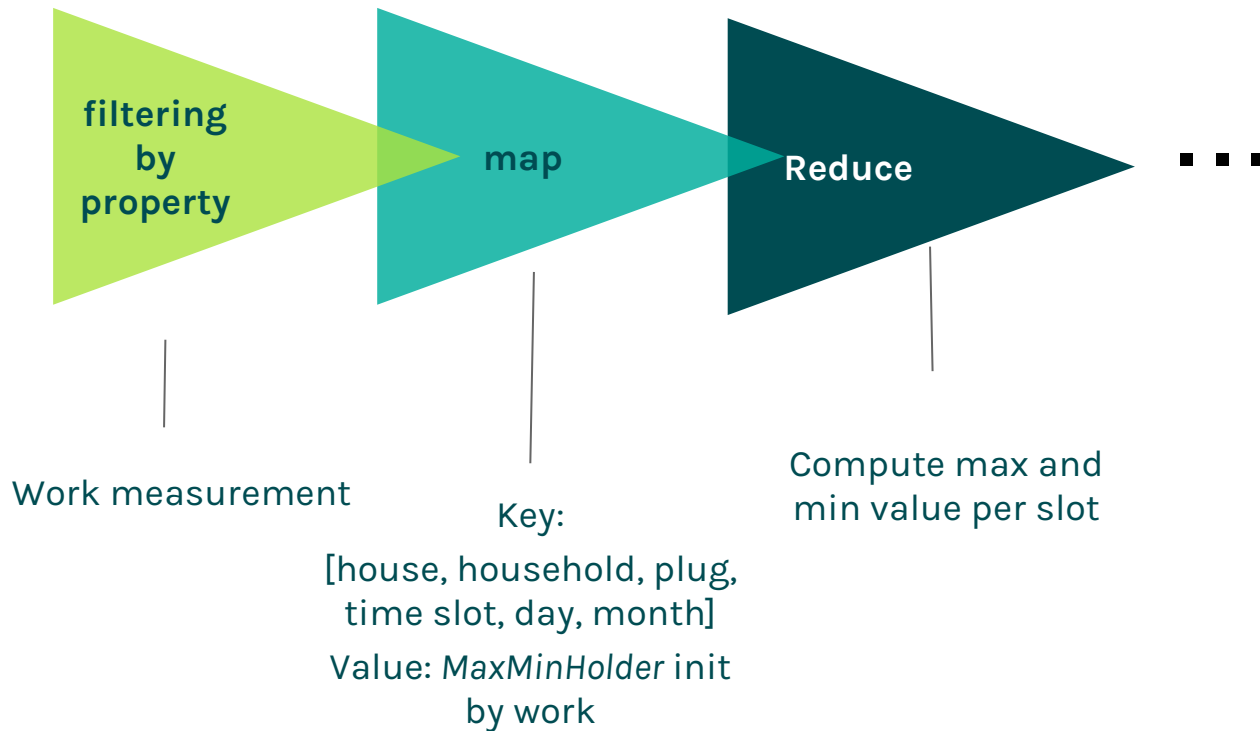 filtering
by
property
map
Reduce
Work measurement
Key:
[house, household, plug,
time slot, day, month]
Value: MaxMinHolder init
by work
Compute max and
min value per slot